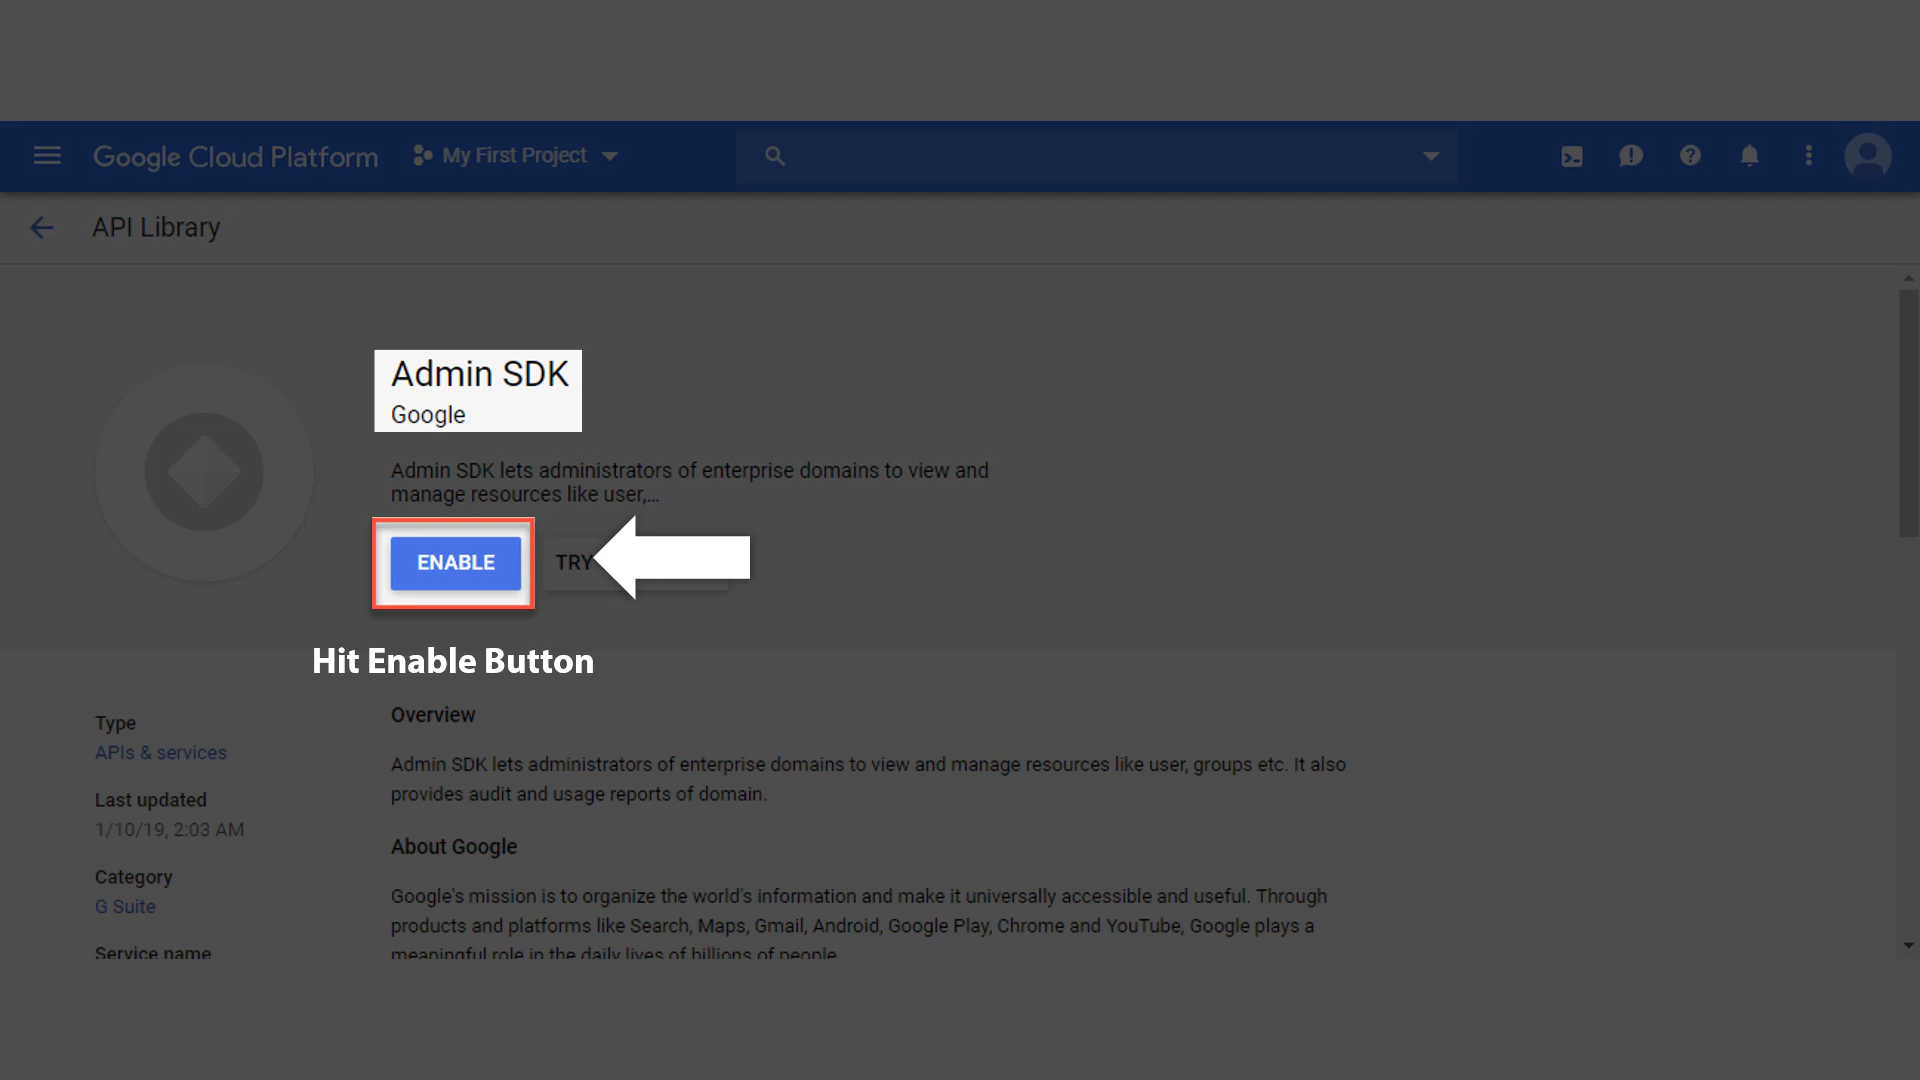 Google Cloud Platform
My First Project
API Library
Admin SDK
Google
Admin SDK lets administrators of enterprise domains to view and
manage resources like user,...
ENABLE
TRY
Hit Enable Button
Type
APIs & services
Last updated
1/10/19, 2:03 AM
Category
G Suite
Service name
Overview
Admin SDK lets administrators of enterprise domains to view and manage resources like user, groups etc. It also
provides audit and usage reports of domain.
About Google
Google's mission is to organize the world's information and make it universally accessible and useful. Through
products and platforms like Search, Maps, Gmail, Android, Google Play, Chrome and YouTube, Google plays a
meaningful role in the daily lives of billions of people.